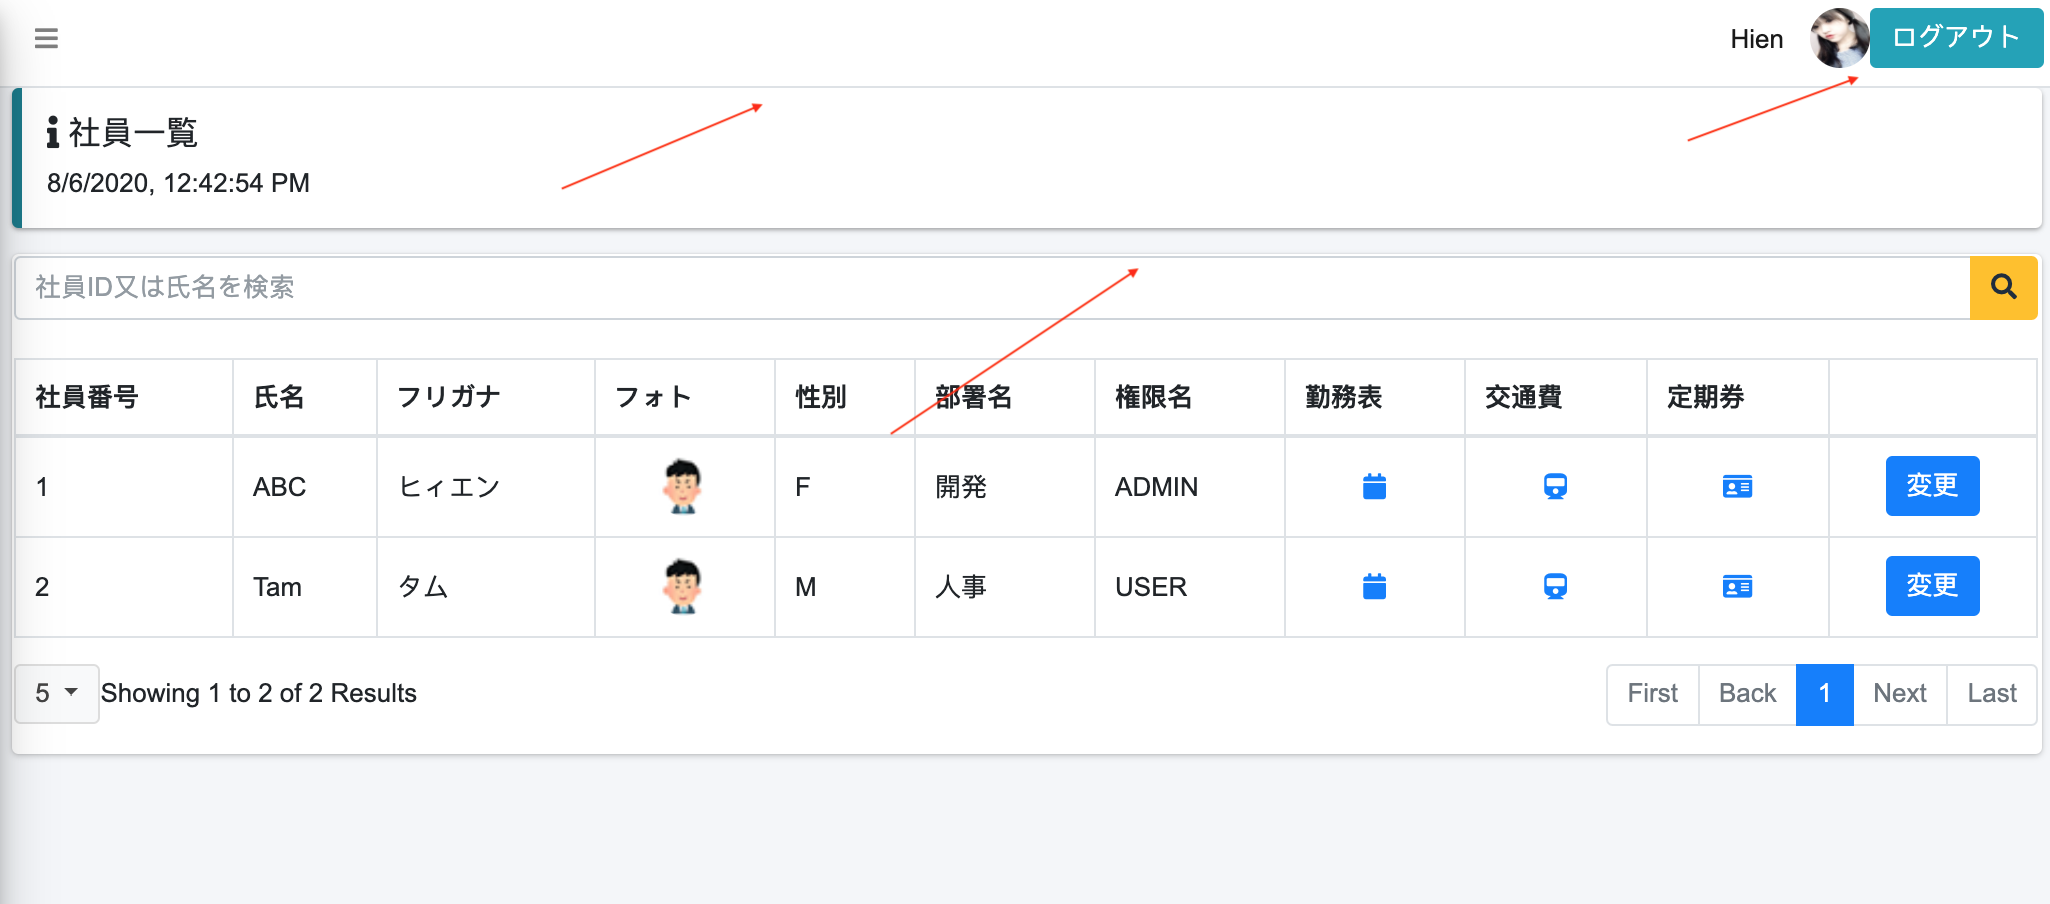 Hien ログアウト
社員一覧
8/6/2020, 12:42:54 PM
社員ID又は氏名を検索
社員番号 氏名 フリガナ フォト 性別 部署名 権限名 勤務表 交通費 定期券
1 ABC ヒィエン F 開発 ADMIN 変更
2 Tam タム M 人事 USER 変更
5 Showing 1 to 2 of 2 Results First Back 1 Next Last